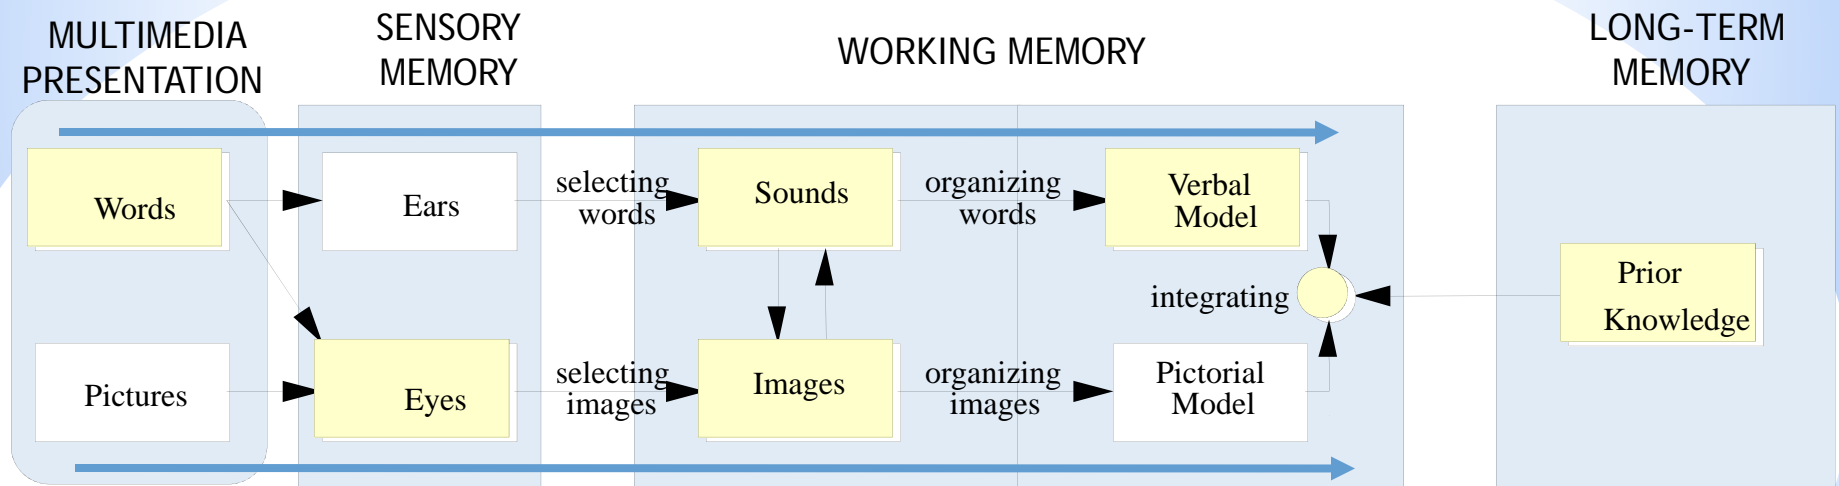 MULTIMEDIA
PRESENTATION
SENSORY
MEMORY
WORKING MEMORY
LONG-TERM
MEMORY
Words
Ears
selecting
words
Sounds
organizing
words
Verbal
Model
integrating
Prior
Knowledge
Pictures
Eyes
selecting
images
Images
organizing
images
Pictorial
Model